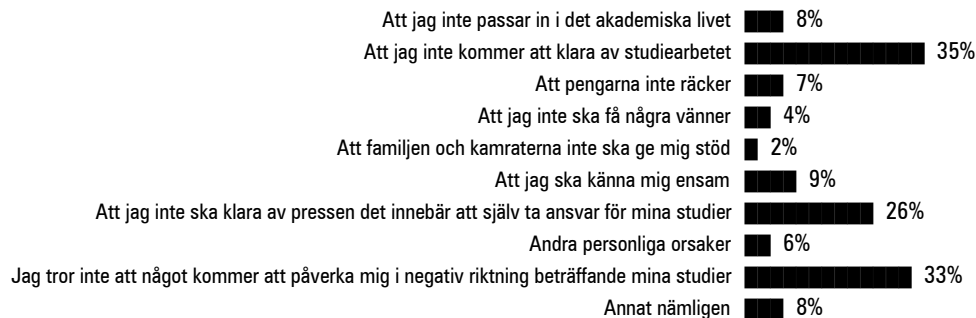 Att jag inte passar in i det akademiska livet 8%
Att jag inte kommer att klara av studiearbetet 35%
Att pengarna inte räcker 7%
Att jag inte ska få några vänner 4%
Att familjen och kamraterna inte ska ge mig stöd 2%
Att jag ska känna mig ensam 9%
Att jag inte ska klara av pressen det innebär att själv ta ansvar för mina studier 26%
Andra personliga orsaker 6%
Jag tror inte att något kommer att påverka mig i negativ riktning beträffande mina studier 33%
Annat nämligen 8%